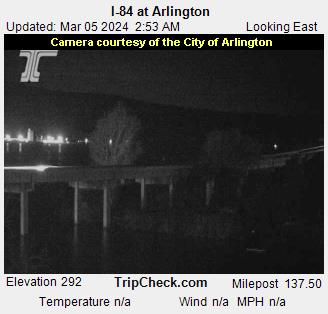 I-84 at Arlington
Updated: Mar 05 2024 2:53 AM Looking East
Camera courtesy of the City of Arlington
Elevation 292 TripCheck.com Milepost 137.50
Temperature n/a Wind n/a MPH n/a